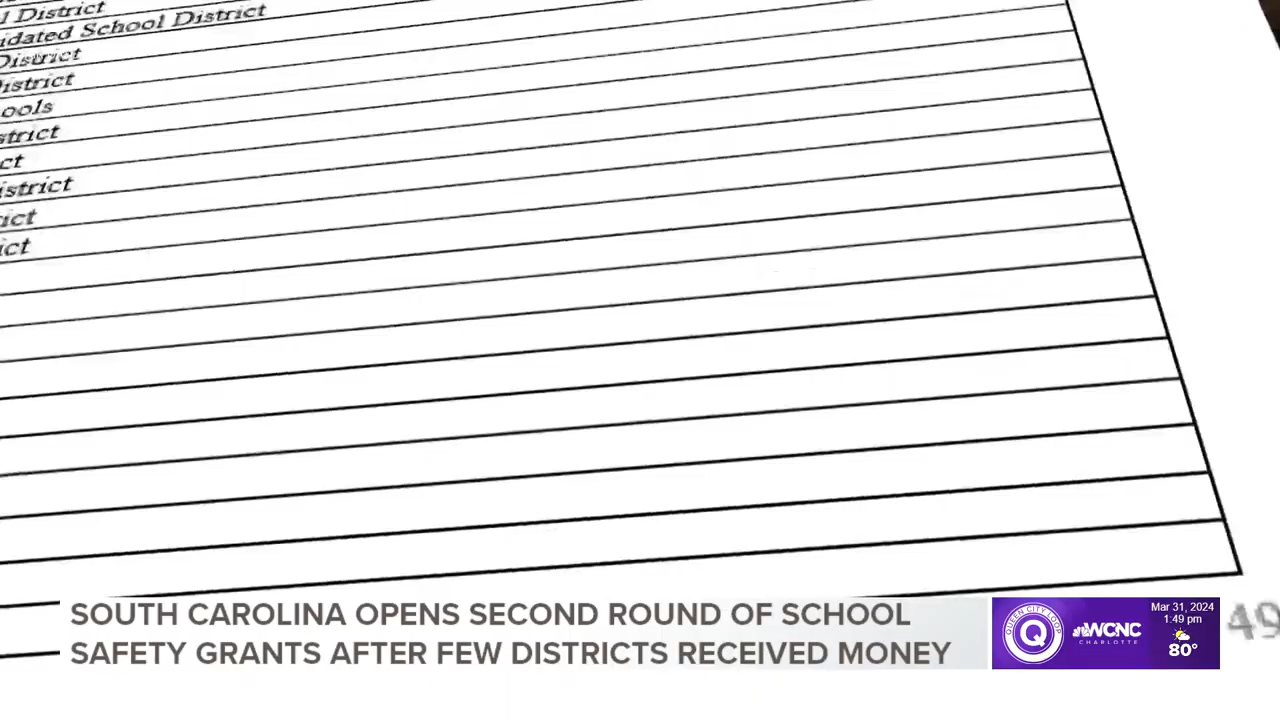 l District
idated School District
District
District
ools
strict
ct
istrict
rict
ict
SOUTH CAROLINA OPENS SECOND ROUND OF SCHOOL
SAFETY GRANTS AFTER FEW DISTRICTS RECEIVED MONEY
QUEEN CITY LOOP
Q
WCNC
CHARLOTTE
Mar 31, 2024
1:49 pm
80°
49